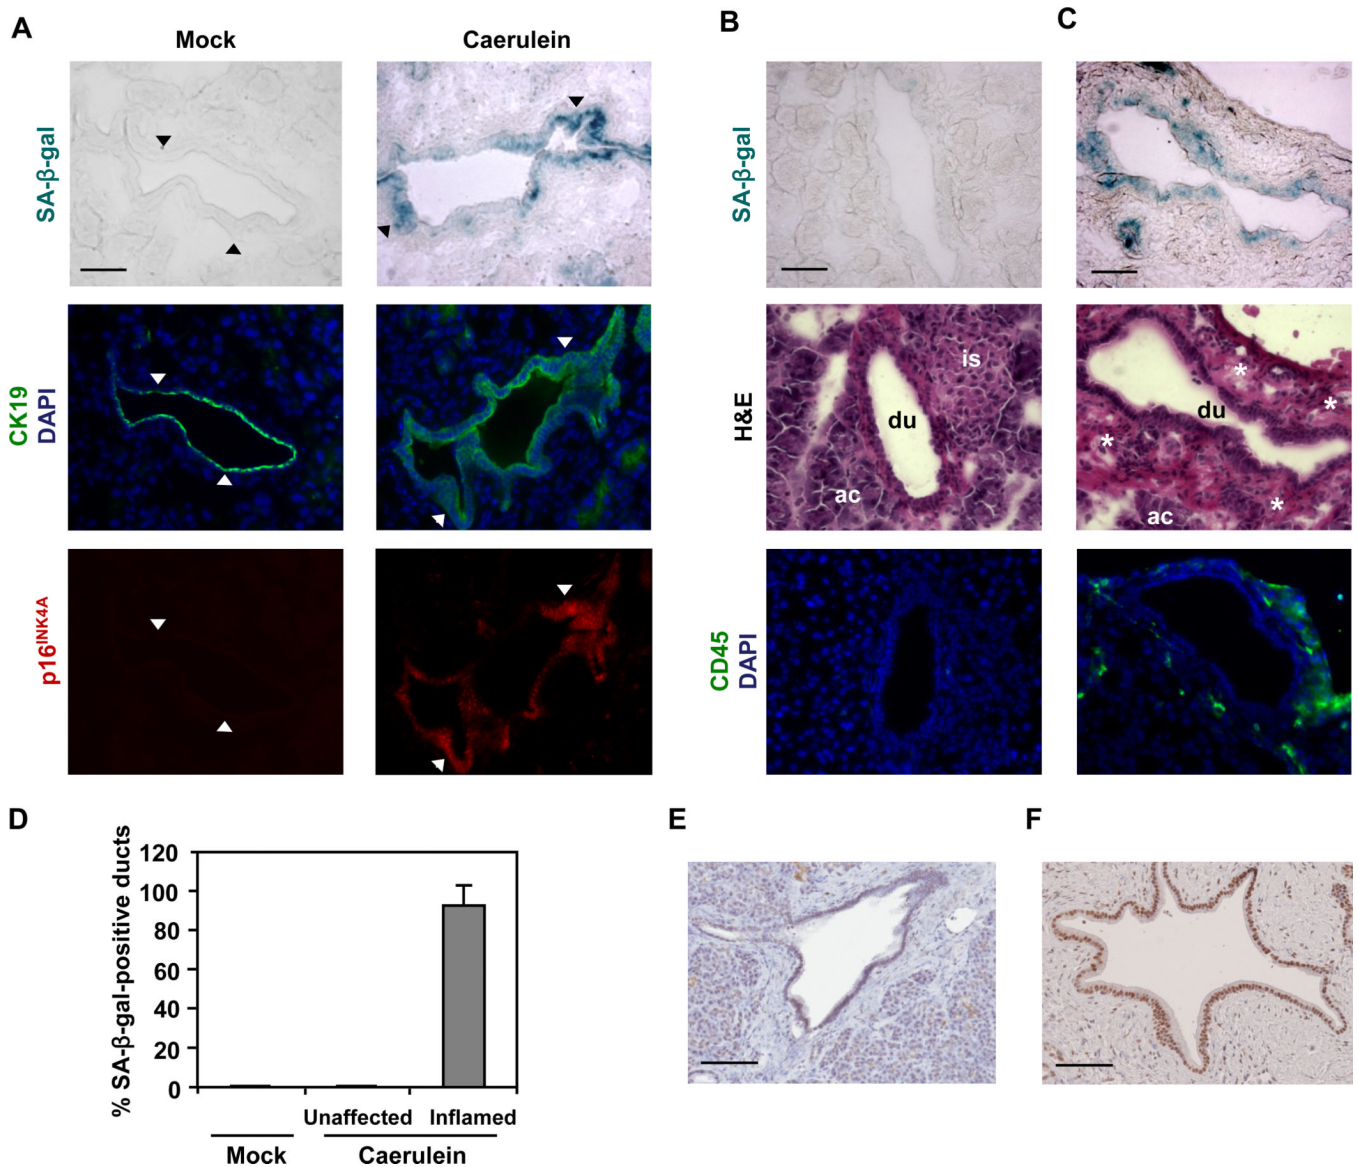 A
Mock
Caerulein
B
C
SA-β-gal
SA-β-gal
CK19
DAPI
H&E
is
du
ac
du
*
*
*
*
ac
p16INK4A
CD45
DAPI
D
% SA-β-gal-positive ducts
120
100
80
60
40
20
0
Unaffected
Inflamed
Mock
Caerulein
E
F